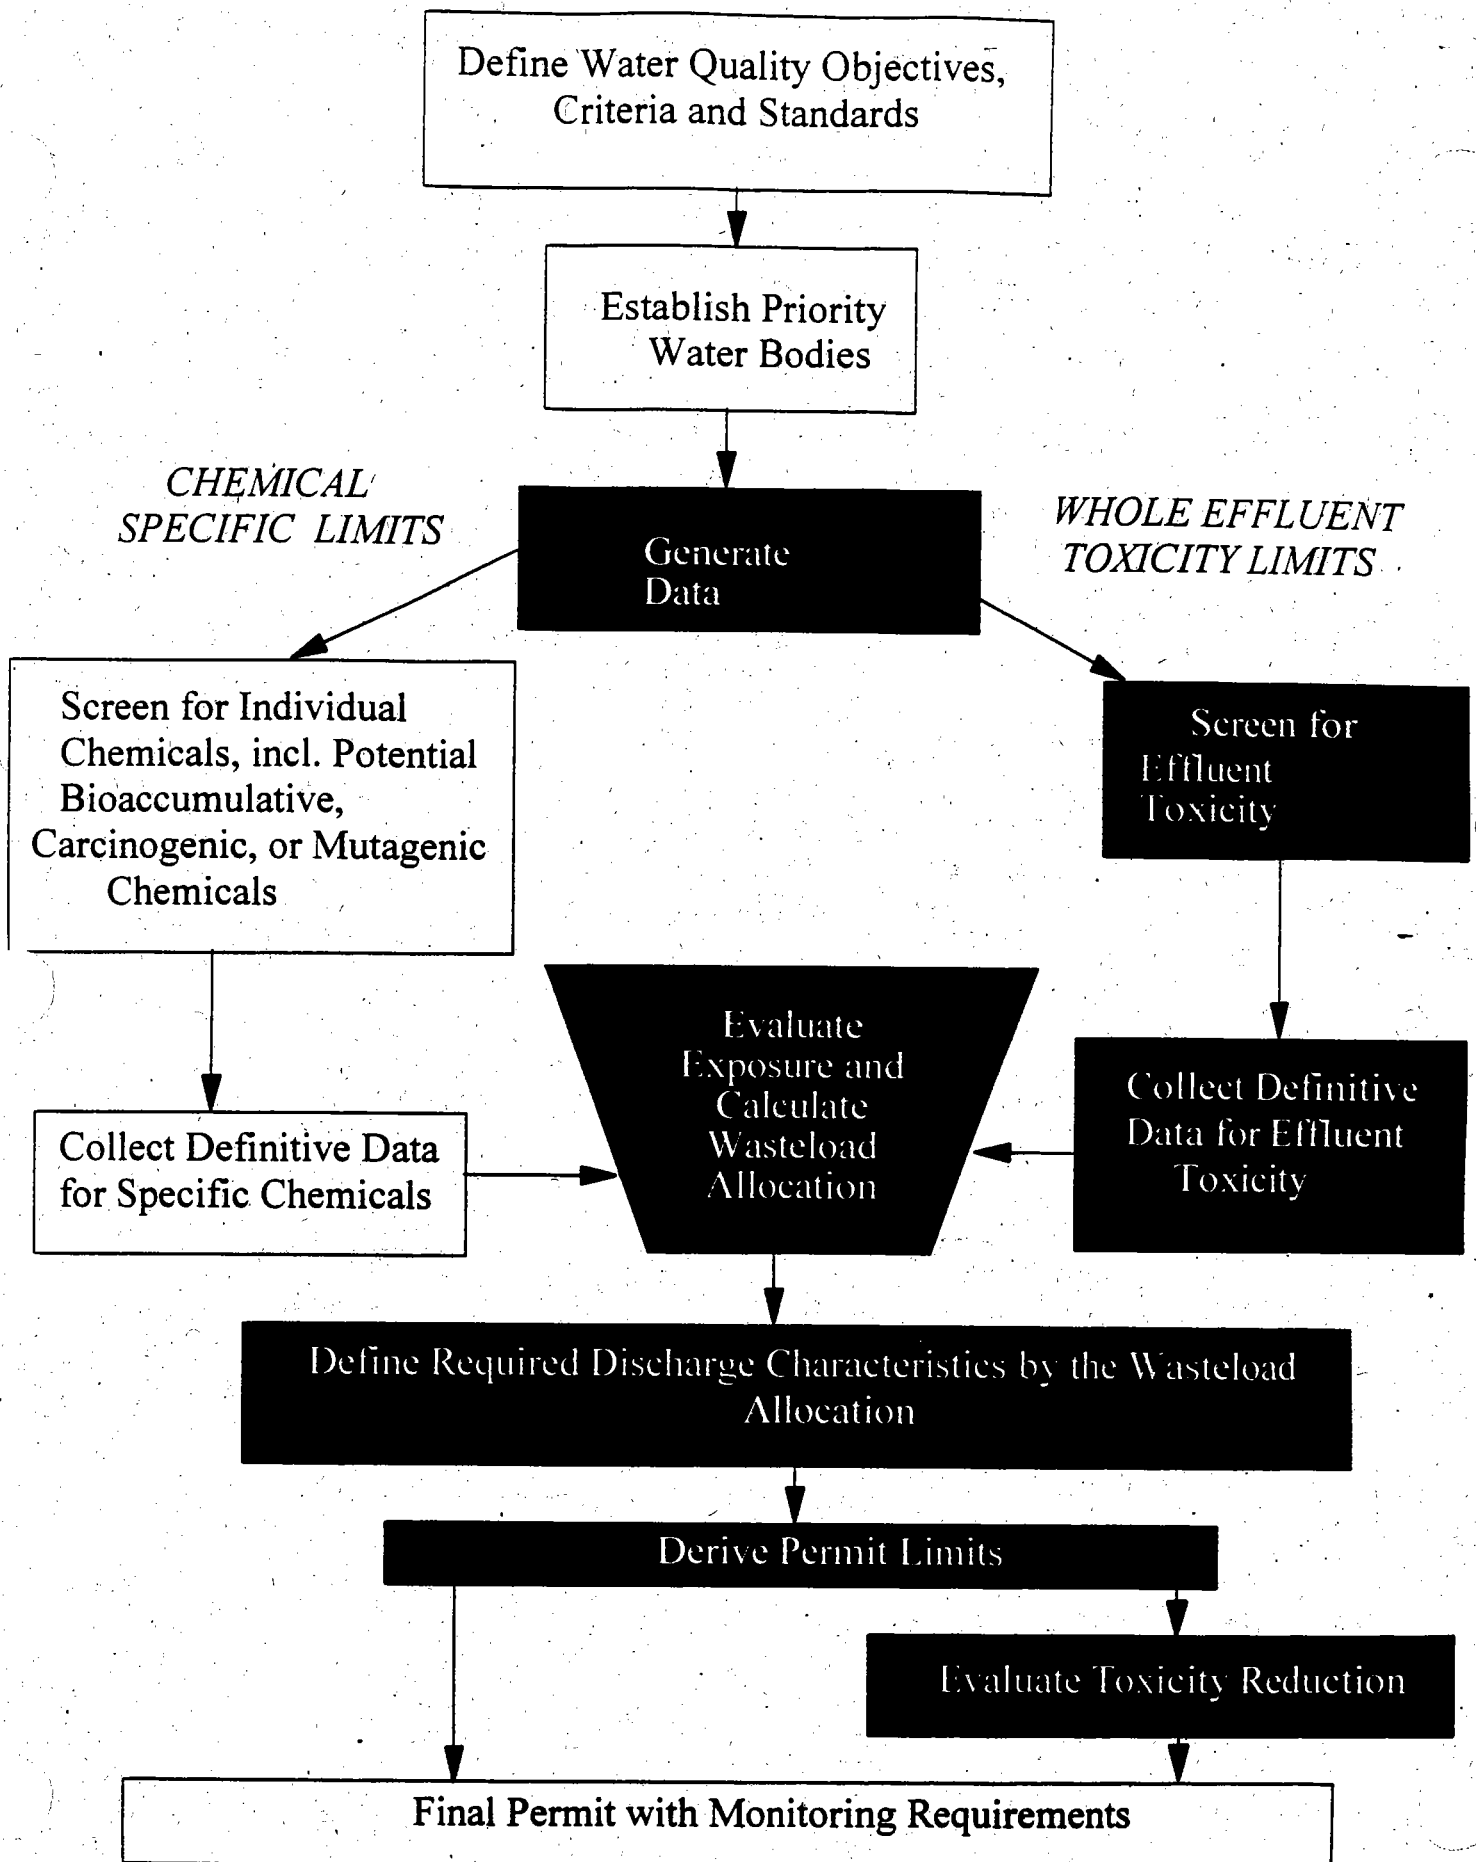 Define Water Quality Objectives,
Criteria and Standards
Establish Priority
Water Bodies
CHEMICAL
SPECIFIC LIMITS
WHOLE EFFLUENT
TOXICITY LIMITS
Generate
Data
Screen for Individual
Chemicals, incl. Potential
Bioaccumulative,
Carcinogenic, or Mutagenic
Chemicals
Screen for
Effluent
Toxicity
Evaluate
Exposure and
Calculate
Wasteload
Allocation
Collect Definitive Data
for Specific Chemicals
Collect Definitive
Data for Effluent
Toxicity
Define Required Discharge Characteristics by the Wasteload
Allocation
Derive Permit Limits
Evaluate Toxicity Reduction
Final Permit with Monitoring Requirements